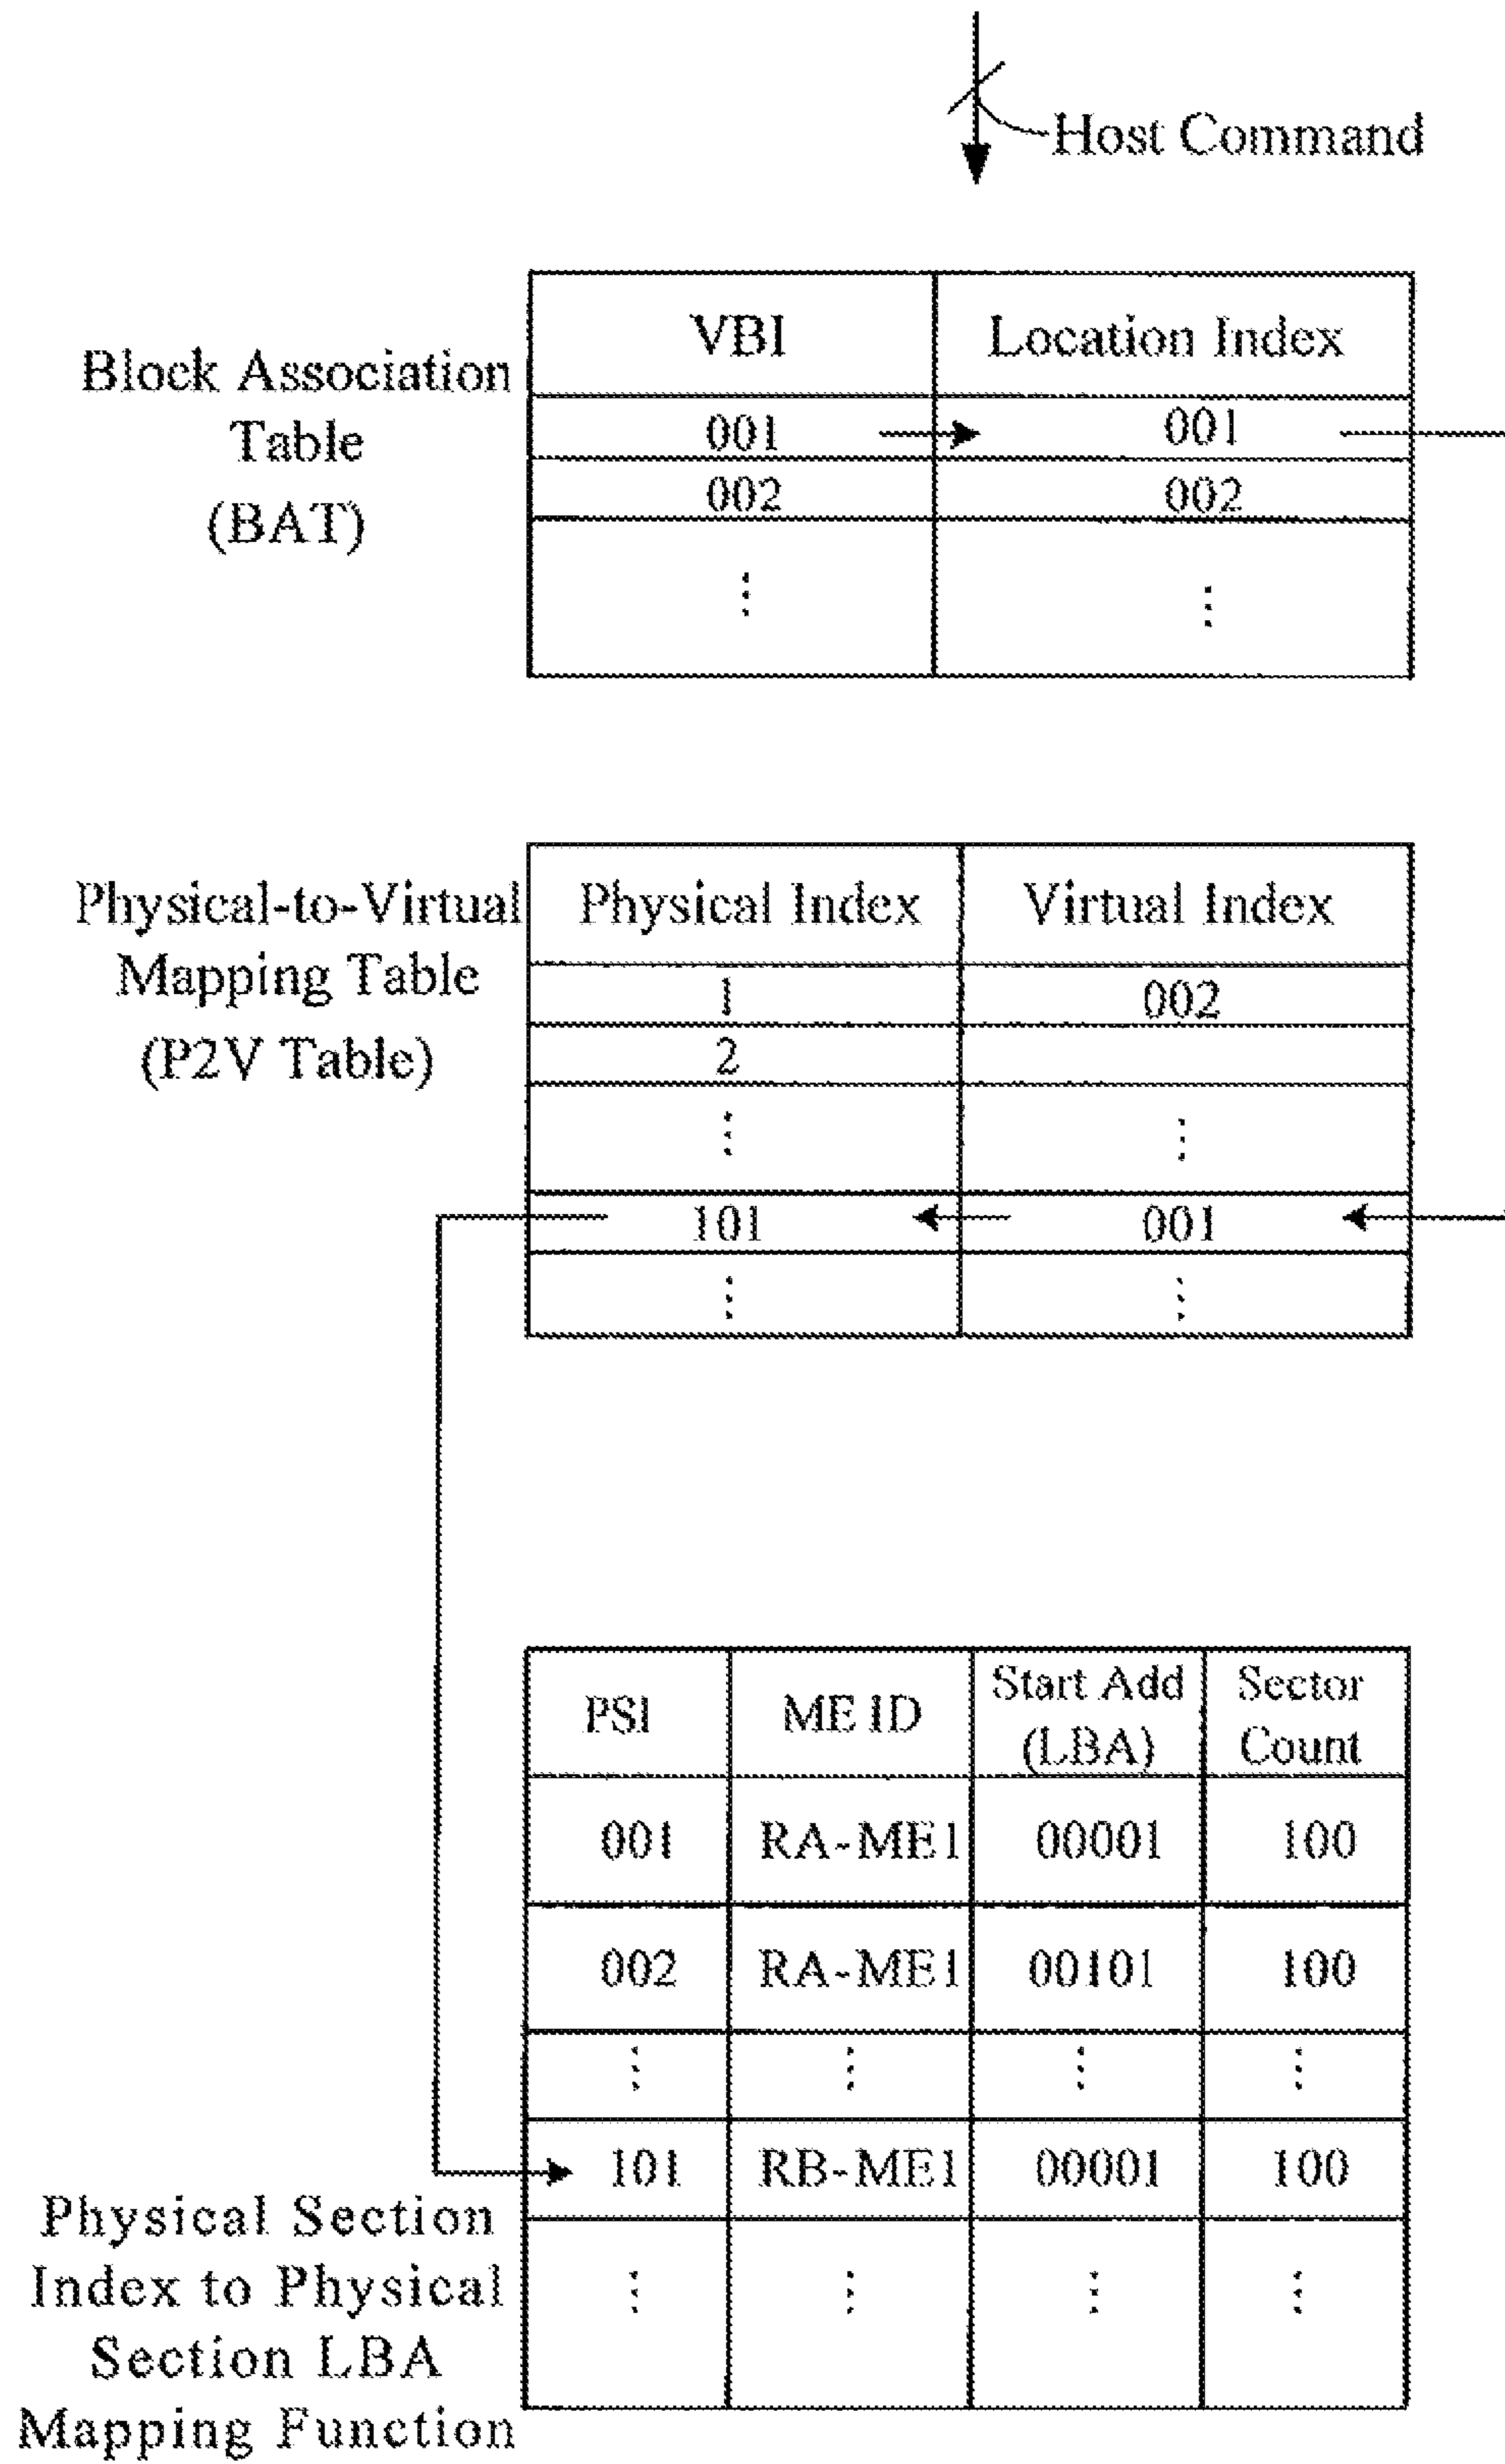 Host Command
Block Association
Table
(BAT)
VBI Location Index
001 001
002 002
Physical-to-Virtual
Mapping Table
(P2V Table)
Physical Index Virtual Index
1 002
2
101 001
PSI ME ID Start Add (LBA) Sector Count
001 RA-ME1 00001 100
002 RA-ME1 00101 100
101 RB-ME1 00001 100
Physical Section
Index to Physical
Section LBA
Mapping Function